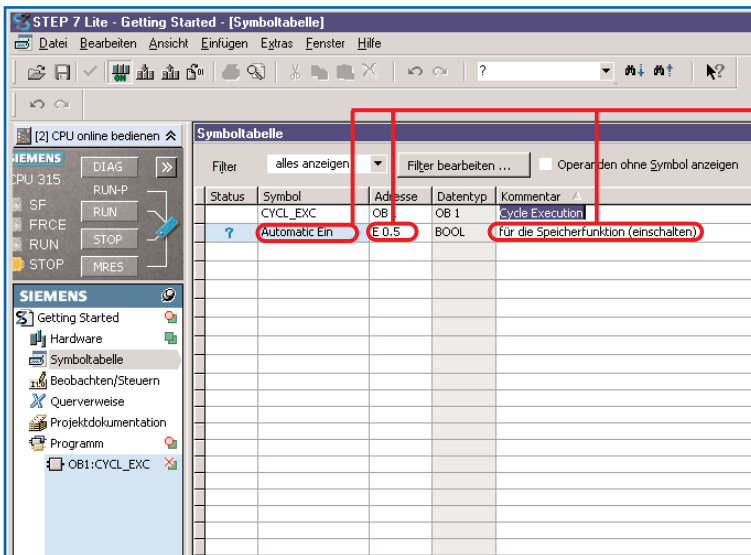 STEP 7 Lite - Getting Started - [Symboltabelle]
Datei Bearbeiten Ansicht Einfügen Extras Fenster Hilfe
?
[2] CPU online bedienen
SIEMENS
CPU 315
DIAG
RUN-P
SF
RUN
FRCE
RUN
STOP
STOP
MRES
SIEMENS
Getting Started
Hardware
Symboltabelle
Beobachten/Steuern
Querverweise
Projektdokumentation
Programm
OB1:CYCL_EXC
Symboltabelle
Filter alles anzeigen Filter bearbeiten ... Operanden ohne Symbol anzeigen
Status Symbol Adresse Datentyp Kommentar
CYCL_EXC OB OB 1 Cycle Execution
? Automatic Ein E 0.5 BOOL für die Speicherfunktion (einschalten)